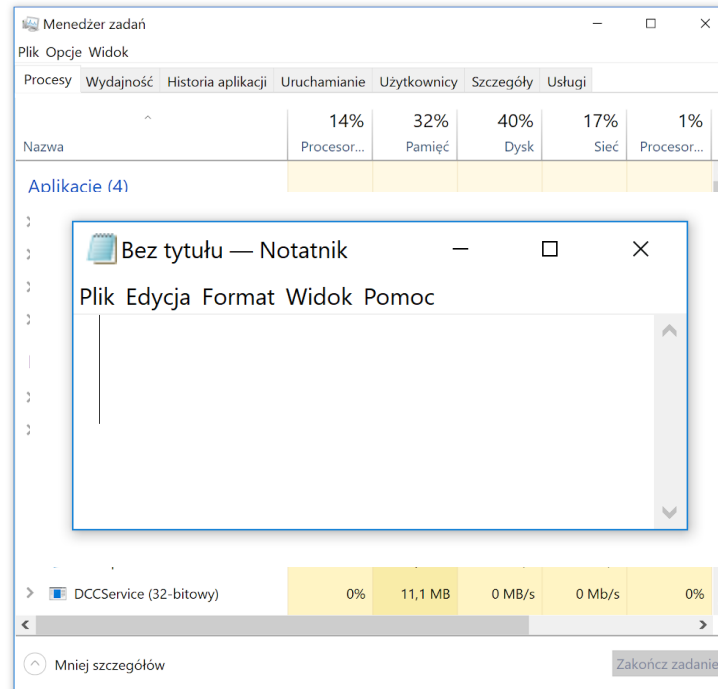 Menedżer zadań
Plik Opcje Widok
Procesy Wydajność Historia aplikacji Uruchamianie Użytkownicy Szczegóły Usługi
14% 32% 40% 17% 1%
Nazwa Procesor... Pamięć Dysk Sieć Procesor...
Aplikacje (4)
Bez tytułu — Notatnik
Plik Edycja Format Widok Pomoc
DCCService (32-bitowy) 0% 11,1 MB 0 MB/s 0 Mb/s 0%
Mniej szczegółów Zakończ zadanie